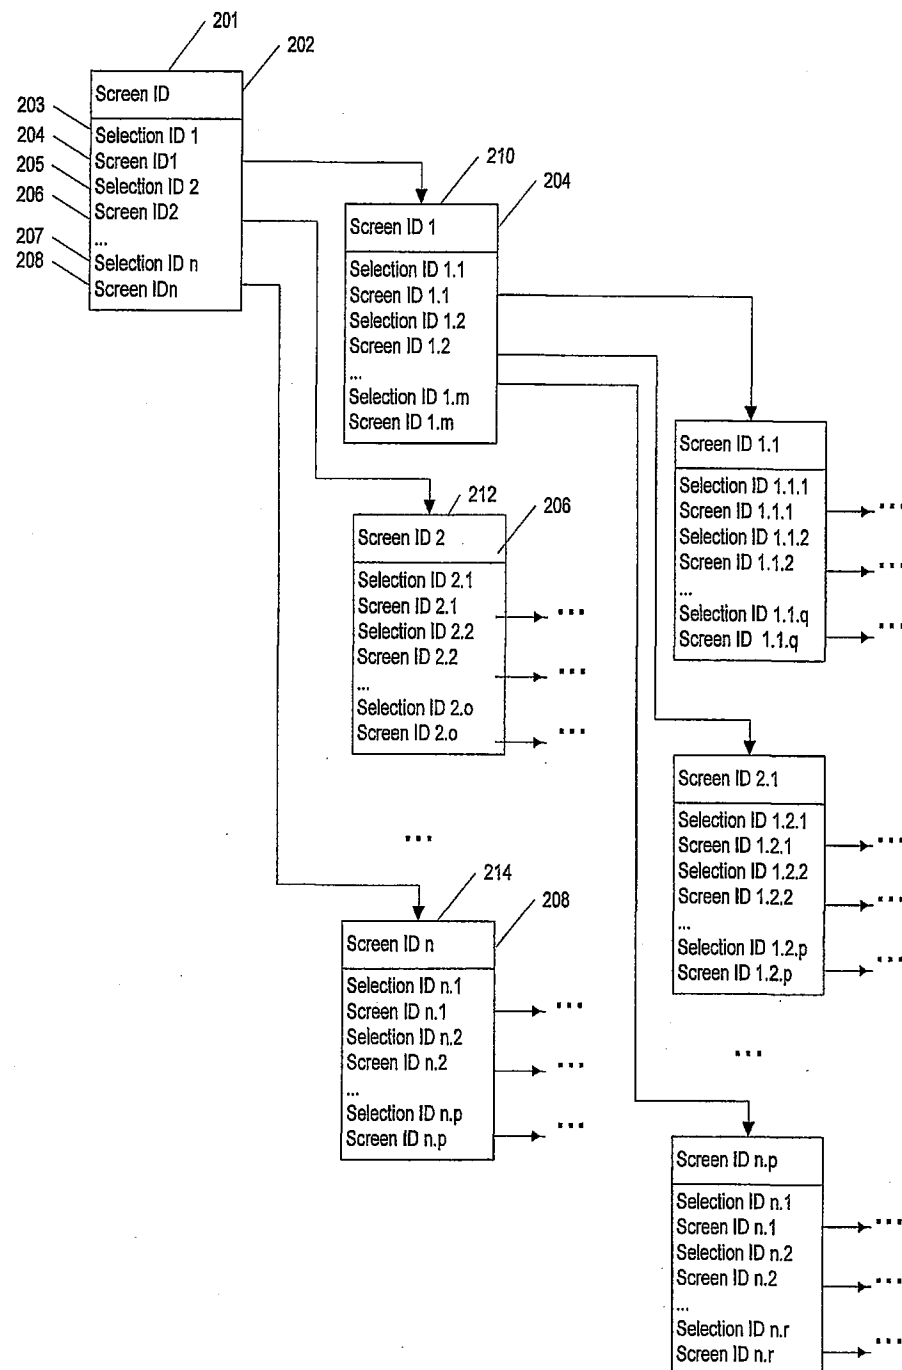 201
202
Screen ID
203
204
205
206
207
208
Selection ID 1
Screen ID1
Selection ID 2
Screen ID2
...
Selection ID n
Screen IDn
210
204
Screen ID 1
Selection ID 1.1
Screen ID 1.1
Selection ID 1.2
Screen ID 1.2
...
Selection ID 1.m
Screen ID 1.m
Screen ID 1.1
Selection ID 1.1.1
Screen ID 1.1.1
Selection ID 1.1.2
Screen ID 1.1.2
...
Selection ID 1.1.q
Screen ID 1.1.q
...
...
...
212
206
Screen ID 2
Selection ID 2.1
Screen ID 2.1
Selection ID 2.2
Screen ID 2.2
...
Selection ID 2.o
Screen ID 2.o
...
...
...
Screen ID 2.1
Selection ID 1.2.1
Screen ID 1.2.1
Selection ID 1.2.2
Screen ID 1.2.2
...
Selection ID 1.2.p
Screen ID 1.2.p
...
...
...
...
214
208
Screen ID n
Selection ID n.1
Screen ID n.1
Selection ID n.2
Screen ID n.2
...
Selection ID n.p
Screen ID n.p
...
...
...
...
Screen ID n.p
Selection ID n.1
Screen ID n.1
Selection ID n.2
Screen ID n.2
...
Selection ID n.r
Screen ID n.r
...
...
...